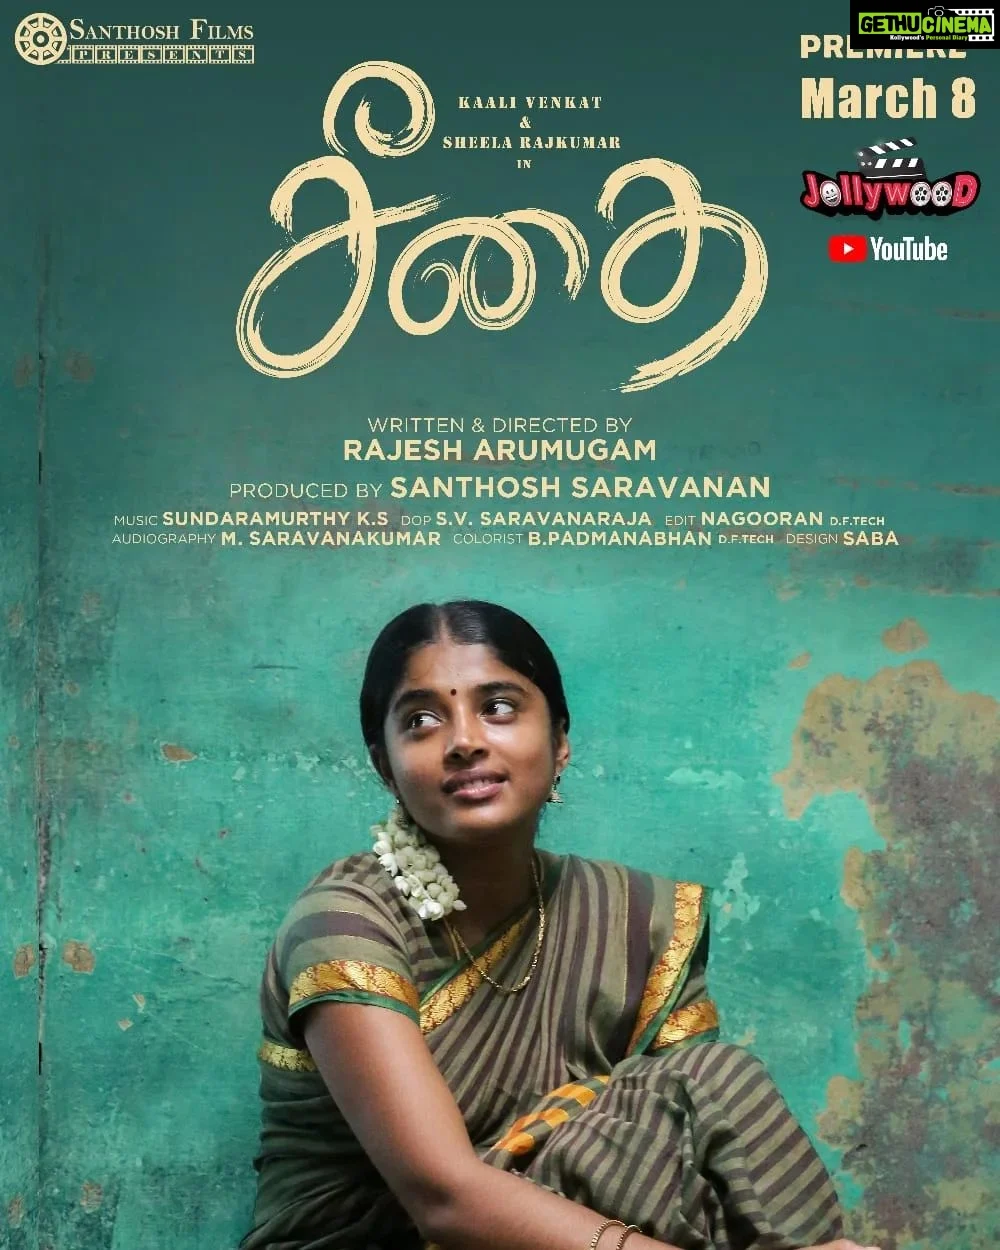 SANTHOSH FILMS
PRESENTS
GETHU CINEMA
Kollywood's Personal Diary
PREMIERE
March 8
JollywooD
YouTube
KAALI VENKAT
&
SHEELA RAJKUMAR
IN
சீதை
WRITTEN & DIRECTED BY
RAJESH ARUMUGAM
PRODUCED BY SANTHOSH SARAVANAN
MUSIC SUNDARAMURTHY K.S DOP S.V. SARAVANARAJA EDIT NAGOORAN D.F.TECH
AUDIOGRAPHY M. SARAVANAKUMAR COLORIST B.PADMANABHAN D.F.TECH DESIGN SABA